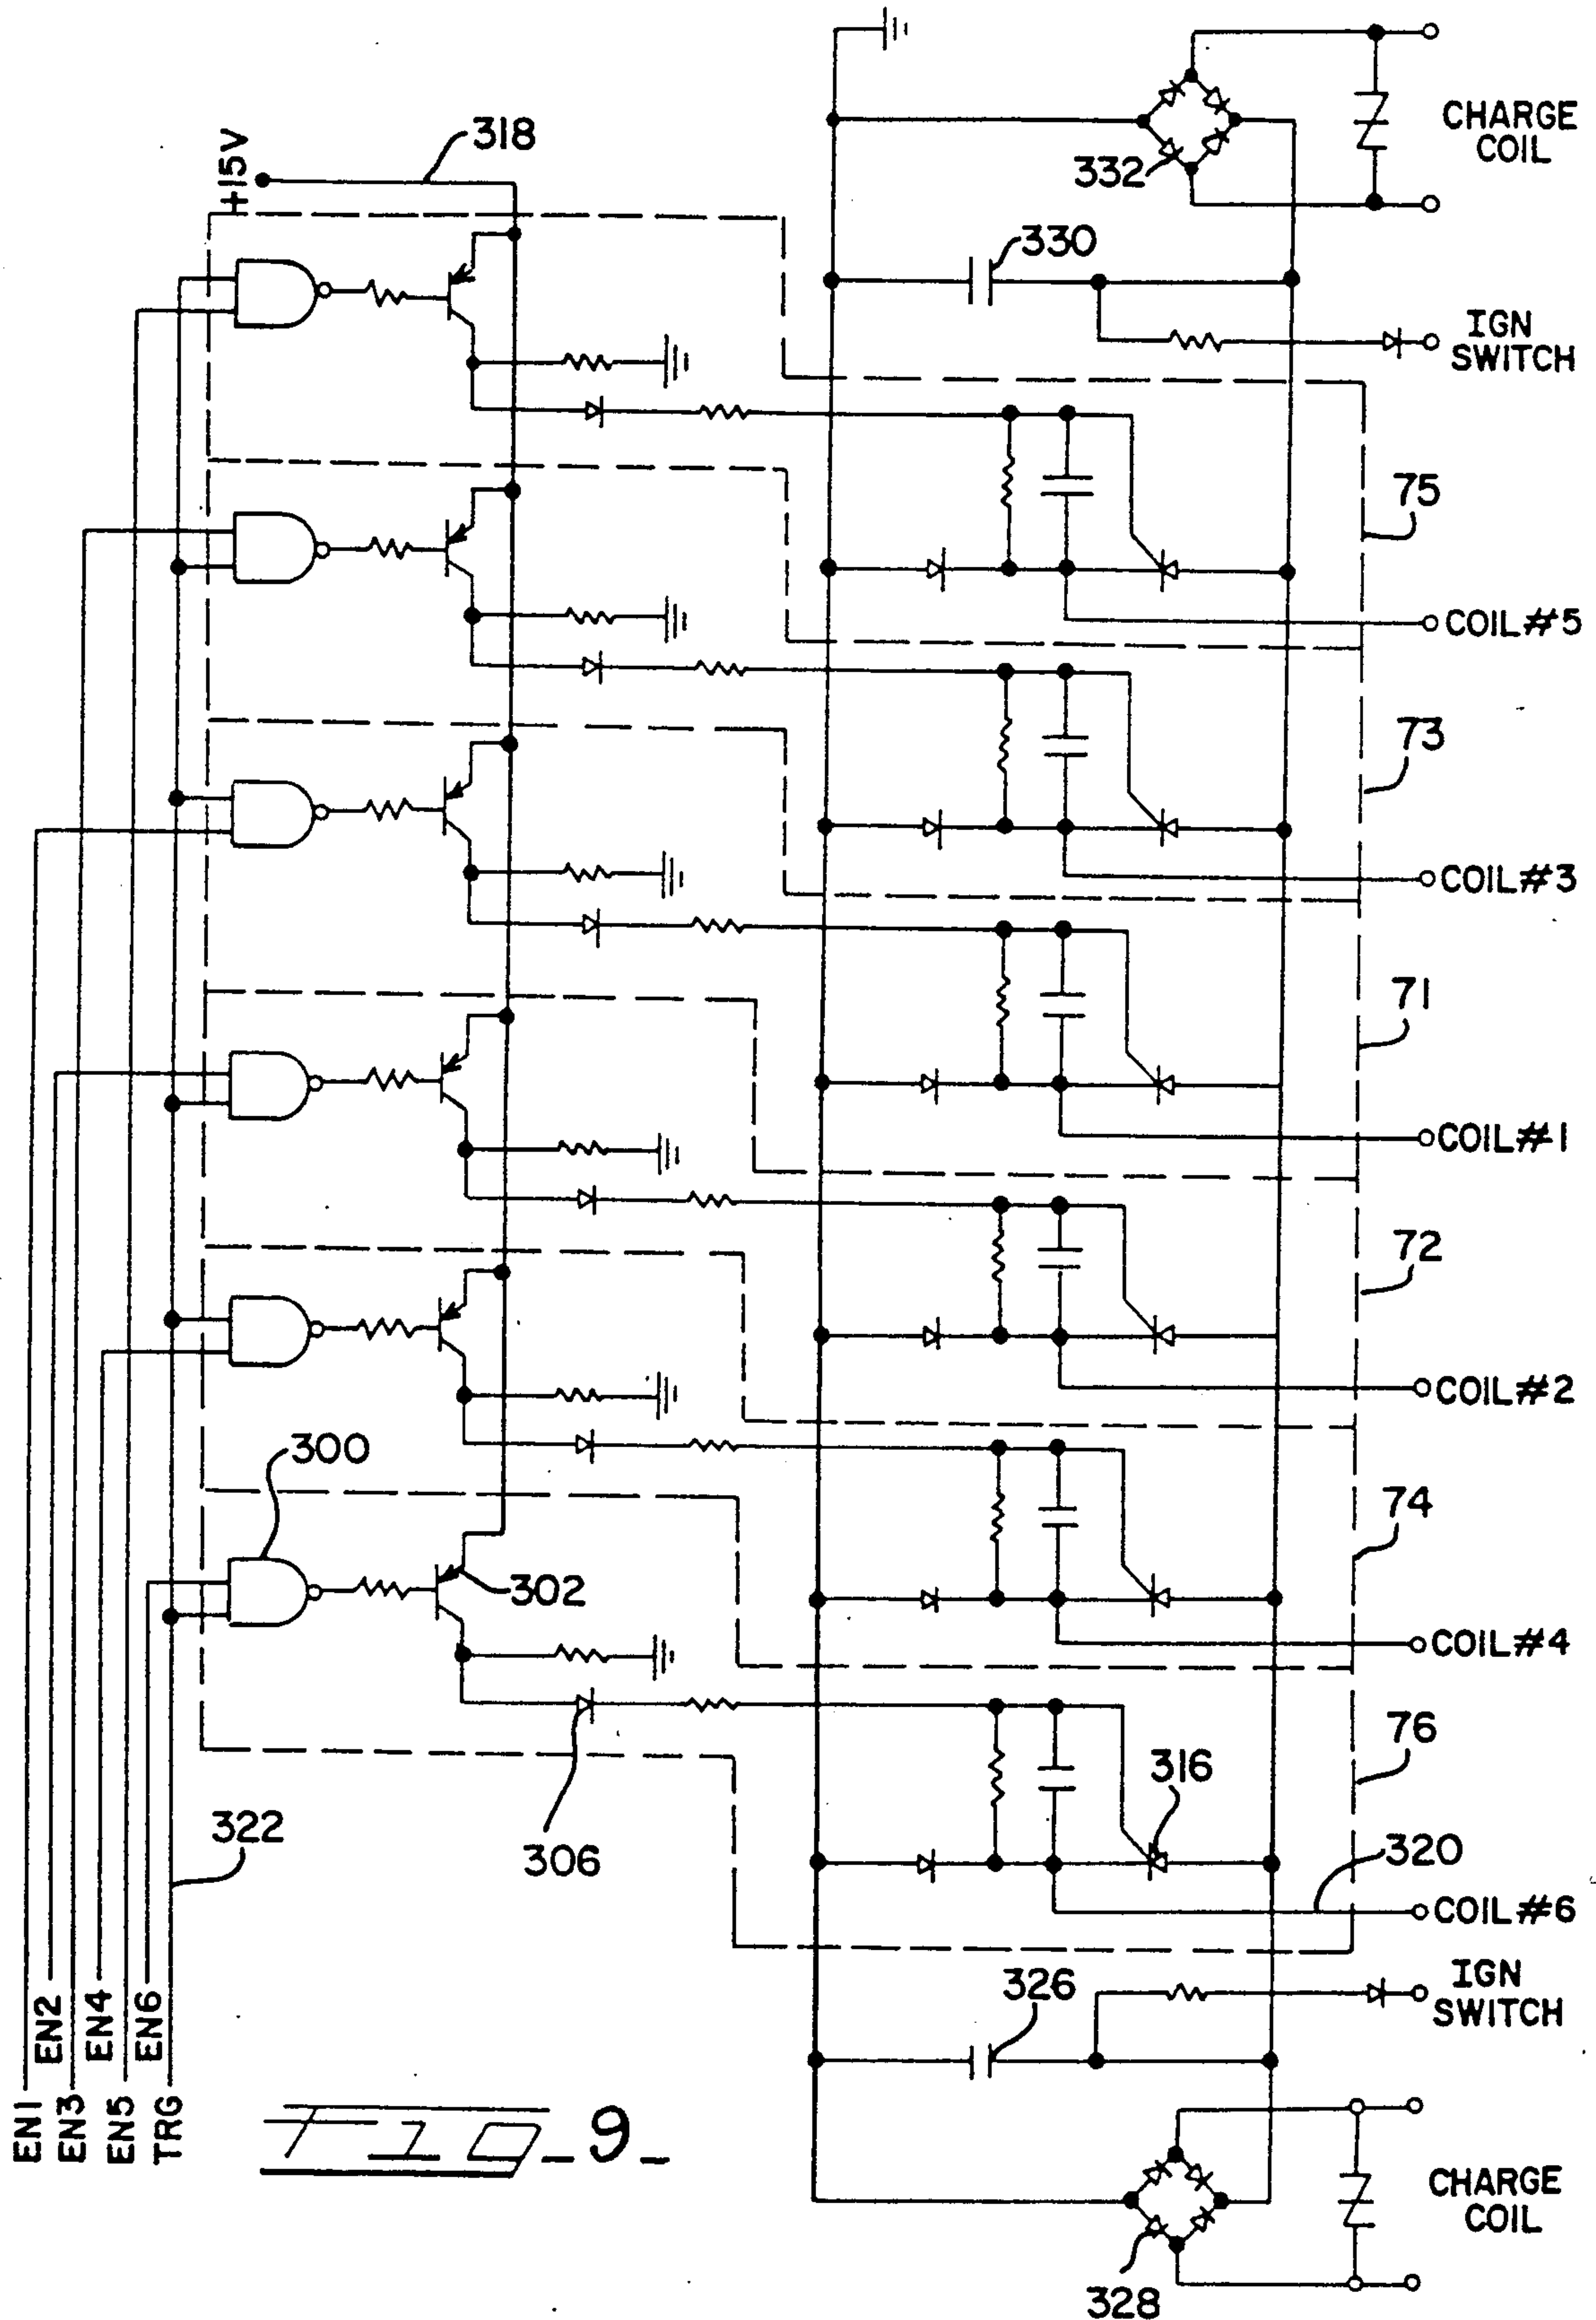 318
+15V
CHARGE
COIL
332
330
IGN
SWITCH
75
COIL#5
73
COIL#3
71
COIL#1
72
COIL#2
300
74
302
COIL#4
76
316
322
306
320
COIL#6
326
IGN
SWITCH
EN1
EN2
EN3
EN4
EN5
EN6
TRG
FIG_9_
CHARGE
COIL
328